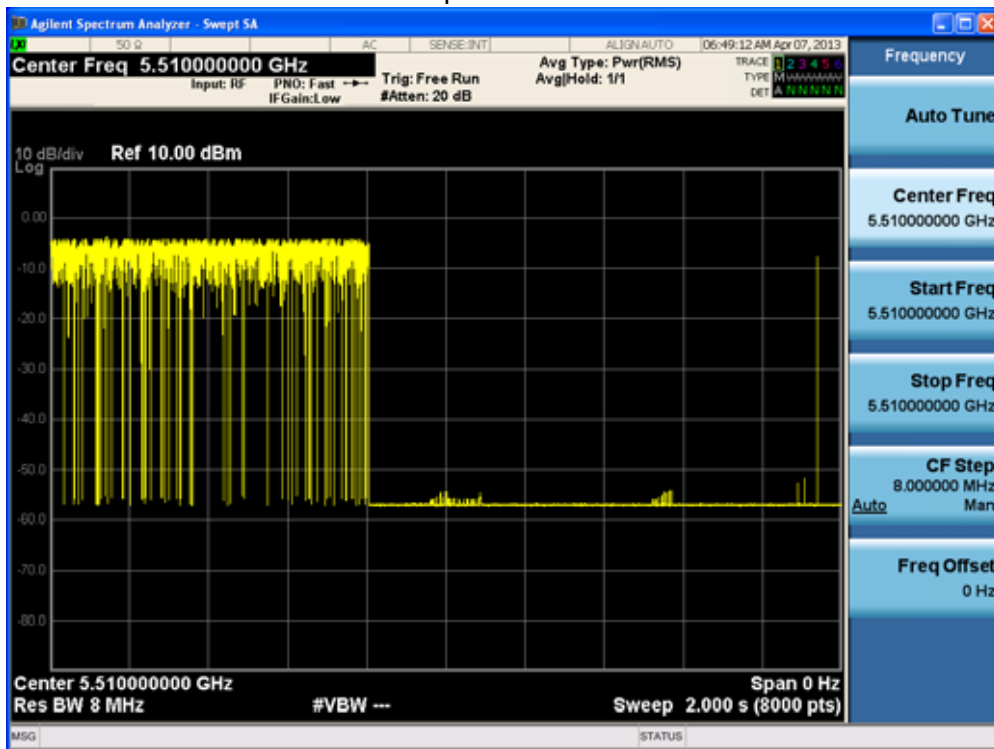 Agilent Spectrum Analyzer - Swept SA
50 Ω AC SENSE:INT ALIGNAUTO 06:49:12 AM Apr 07, 2013
Center Freq 5.510000000 GHz
Input: RF PNO: Fast IFGain:Low
Trig: Free Run
#Atten: 20 dB
Avg Type: Pwr(RMS)
Avg|Hold: 1/1
TRACE 1 2 3 4 5 6
TYPE M
DET A N N N N N
10 dB/div Ref 10.00 dBm
Log
0.00
-10.0
-20.0
-30.0
-40.0
-50.0
-60.0
-70.0
-80.0
Center 5.510000000 GHz Span 0 Hz
Res BW 8 MHz #VBW --- Sweep 2.000 s (8000 pts)
MSG STATUS
Frequency
Auto Tune
Center Freq
5.510000000 GHz
Start Freq
5.510000000 GHz
Stop Freq
5.510000000 GHz
CF Step
8.000000 MHz
Auto Man
Freq Offset
0 Hz